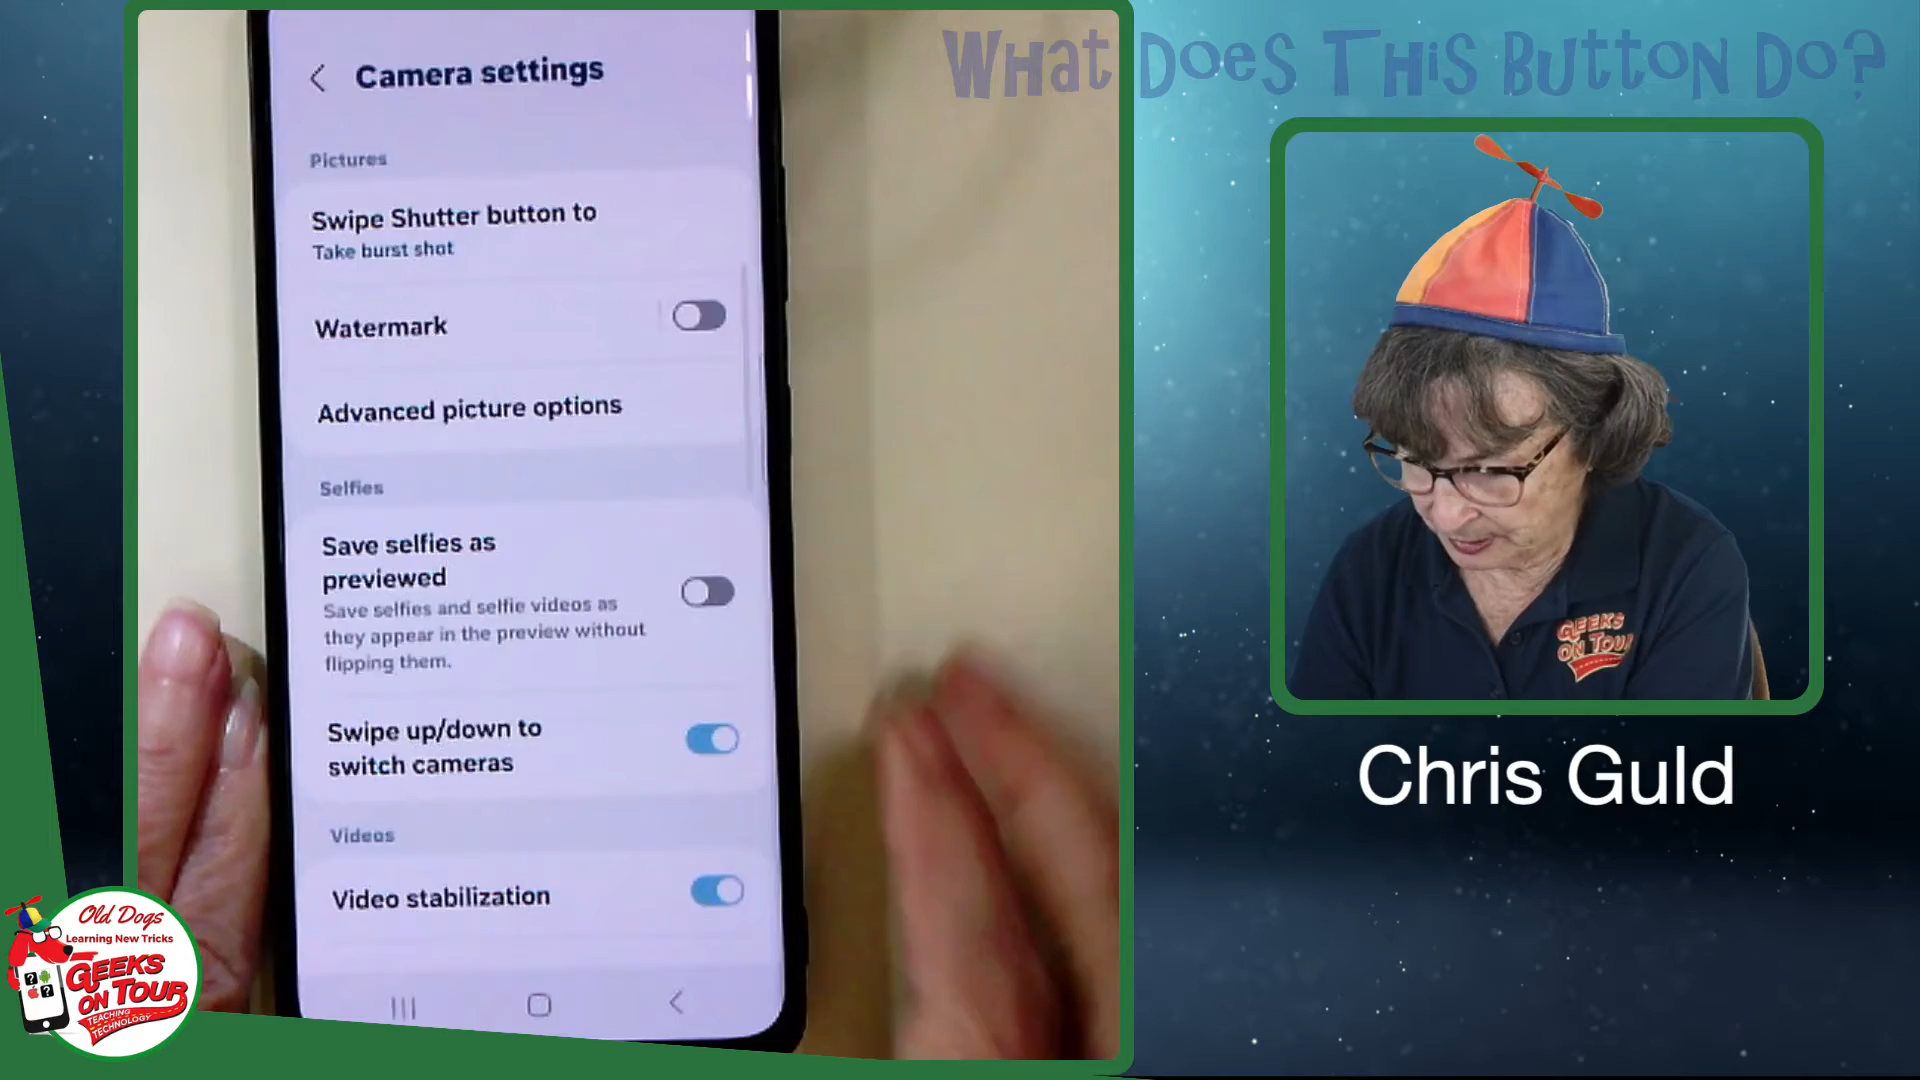 What Does This Button Do?
Camera settings
Pictures
Swipe Shutter button to
Take burst shot
Watermark
Advanced picture options
Selfies
Save selfies as
previewed
Save selfies and selfie videos as
they appear in the preview without
flipping them.
Swipe up/down to
switch cameras
Videos
Video stabilization
GEEKS
ON TOUR
Chris Guld
Old Dogs
Learning New Tricks
GEEKS
ON TOUR
TEACHING
TECHNOLOGY